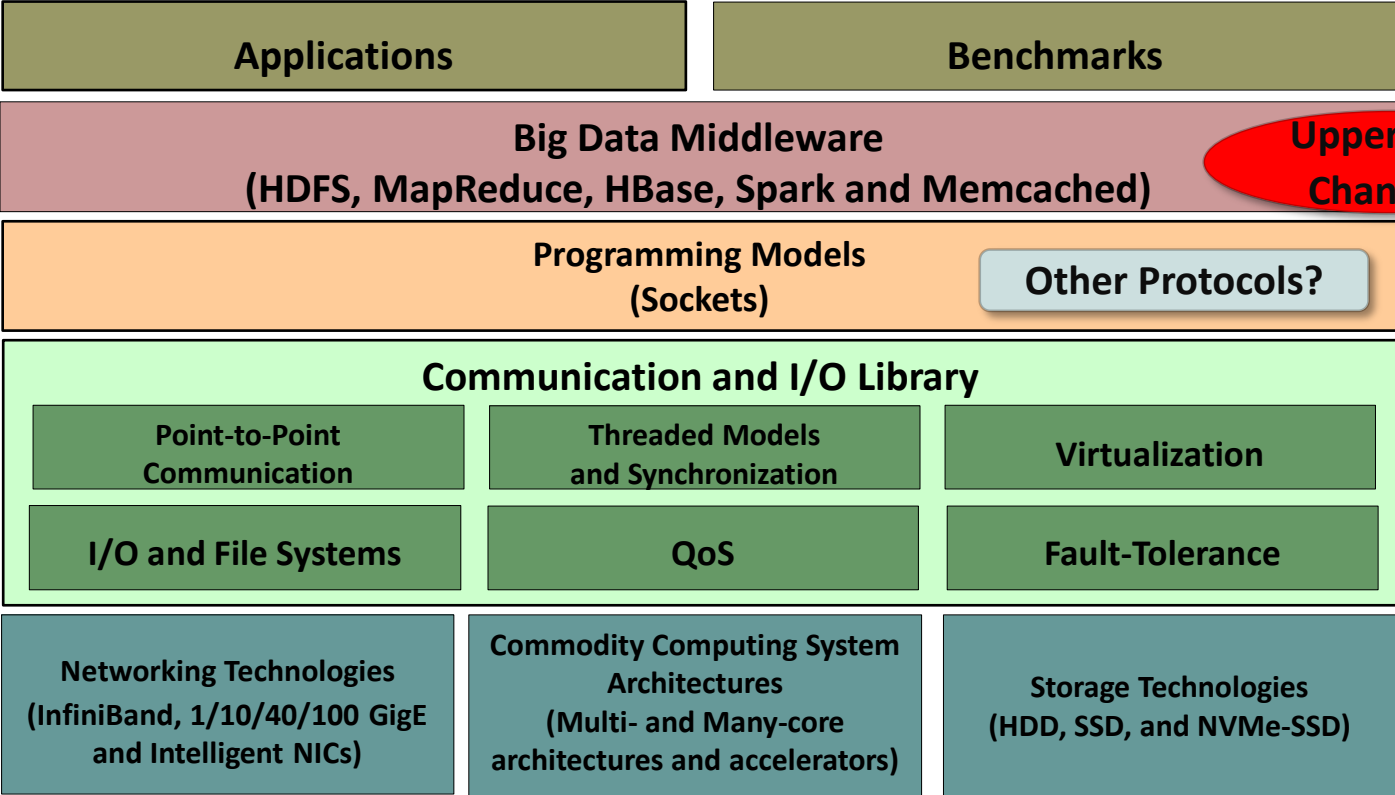 Applications
Benchmarks
Big Data Middleware
(HDFS, MapReduce, HBase, Spark and Memcached)
Upper
Chan
Programming Models
(Sockets)
Other Protocols?
Communication and I/O Library
Point-to-Point
Communication
Threaded Models
and Synchronization
Virtualization
I/O and File Systems
QoS
Fault-Tolerance
Networking Technologies
(InfiniBand, 1/10/40/100 GigE
and Intelligent NICs)
Commodity Computing System
Architectures
(Multi- and Many-core
architectures and accelerators)
Storage Technologies
(HDD, SSD, and NVMe-SSD)